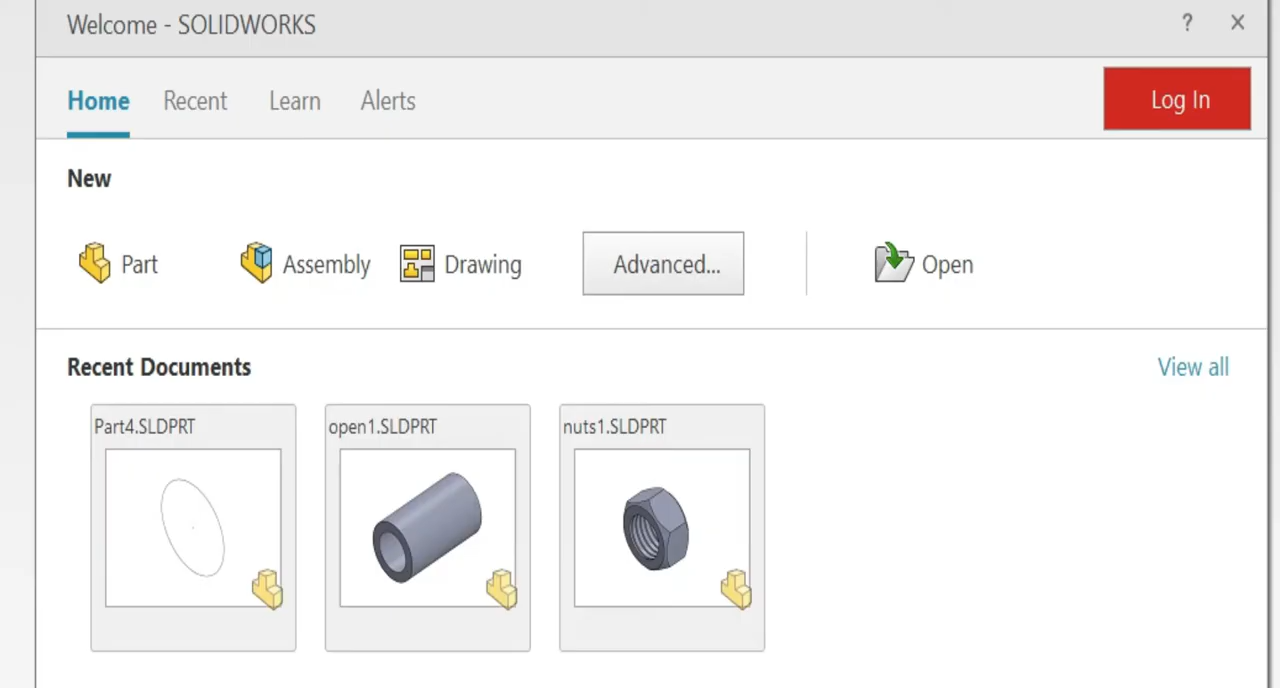 Welcome - SOLIDWORKS
?
Home Recent Learn Alerts Log In
New
Part Assembly Drawing Advanced... Open
Recent Documents View all
Part4.SLDPRT open1.SLDPRT nuts1.SLDPRT